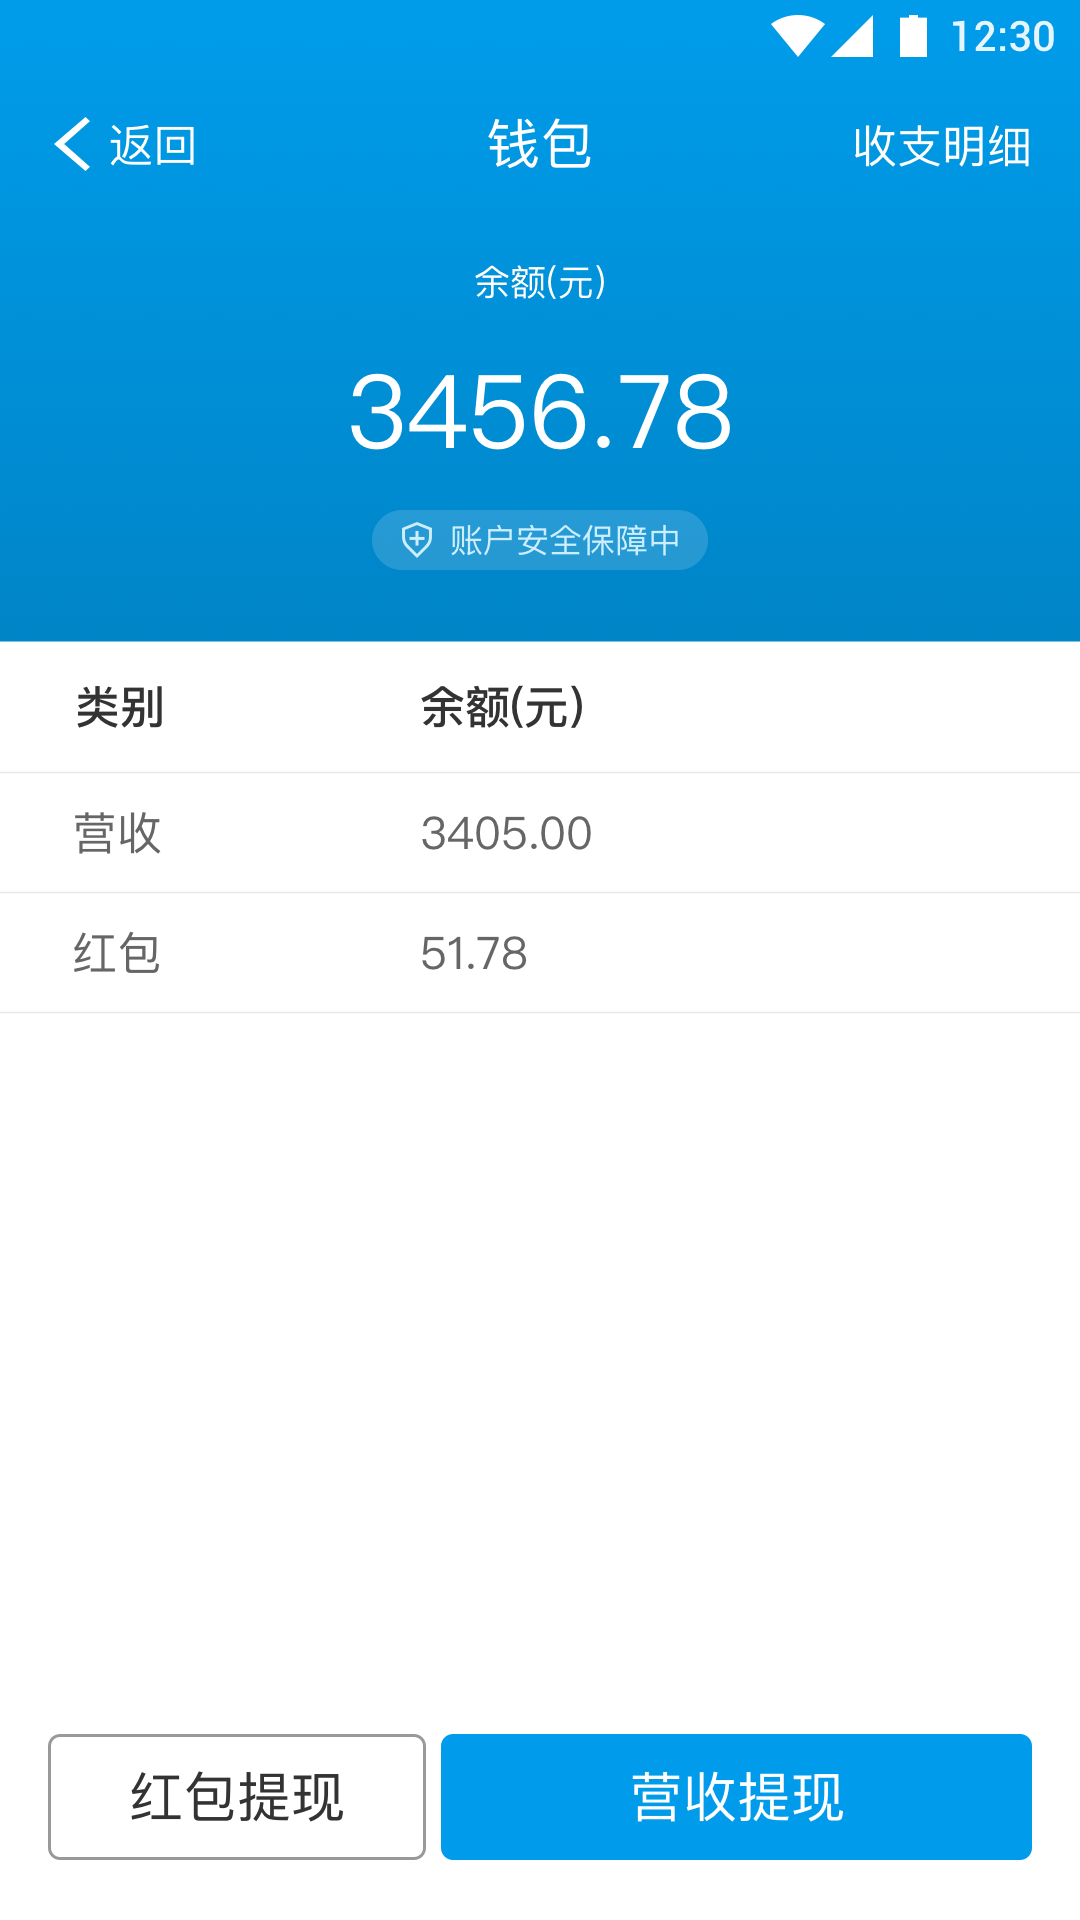 12:30
返回 钱包 收支明细
余额(元)
3456.78
账户安全保障中
类别 余额(元)
营收 3405.00
红包 51.78
红包提现 营收提现